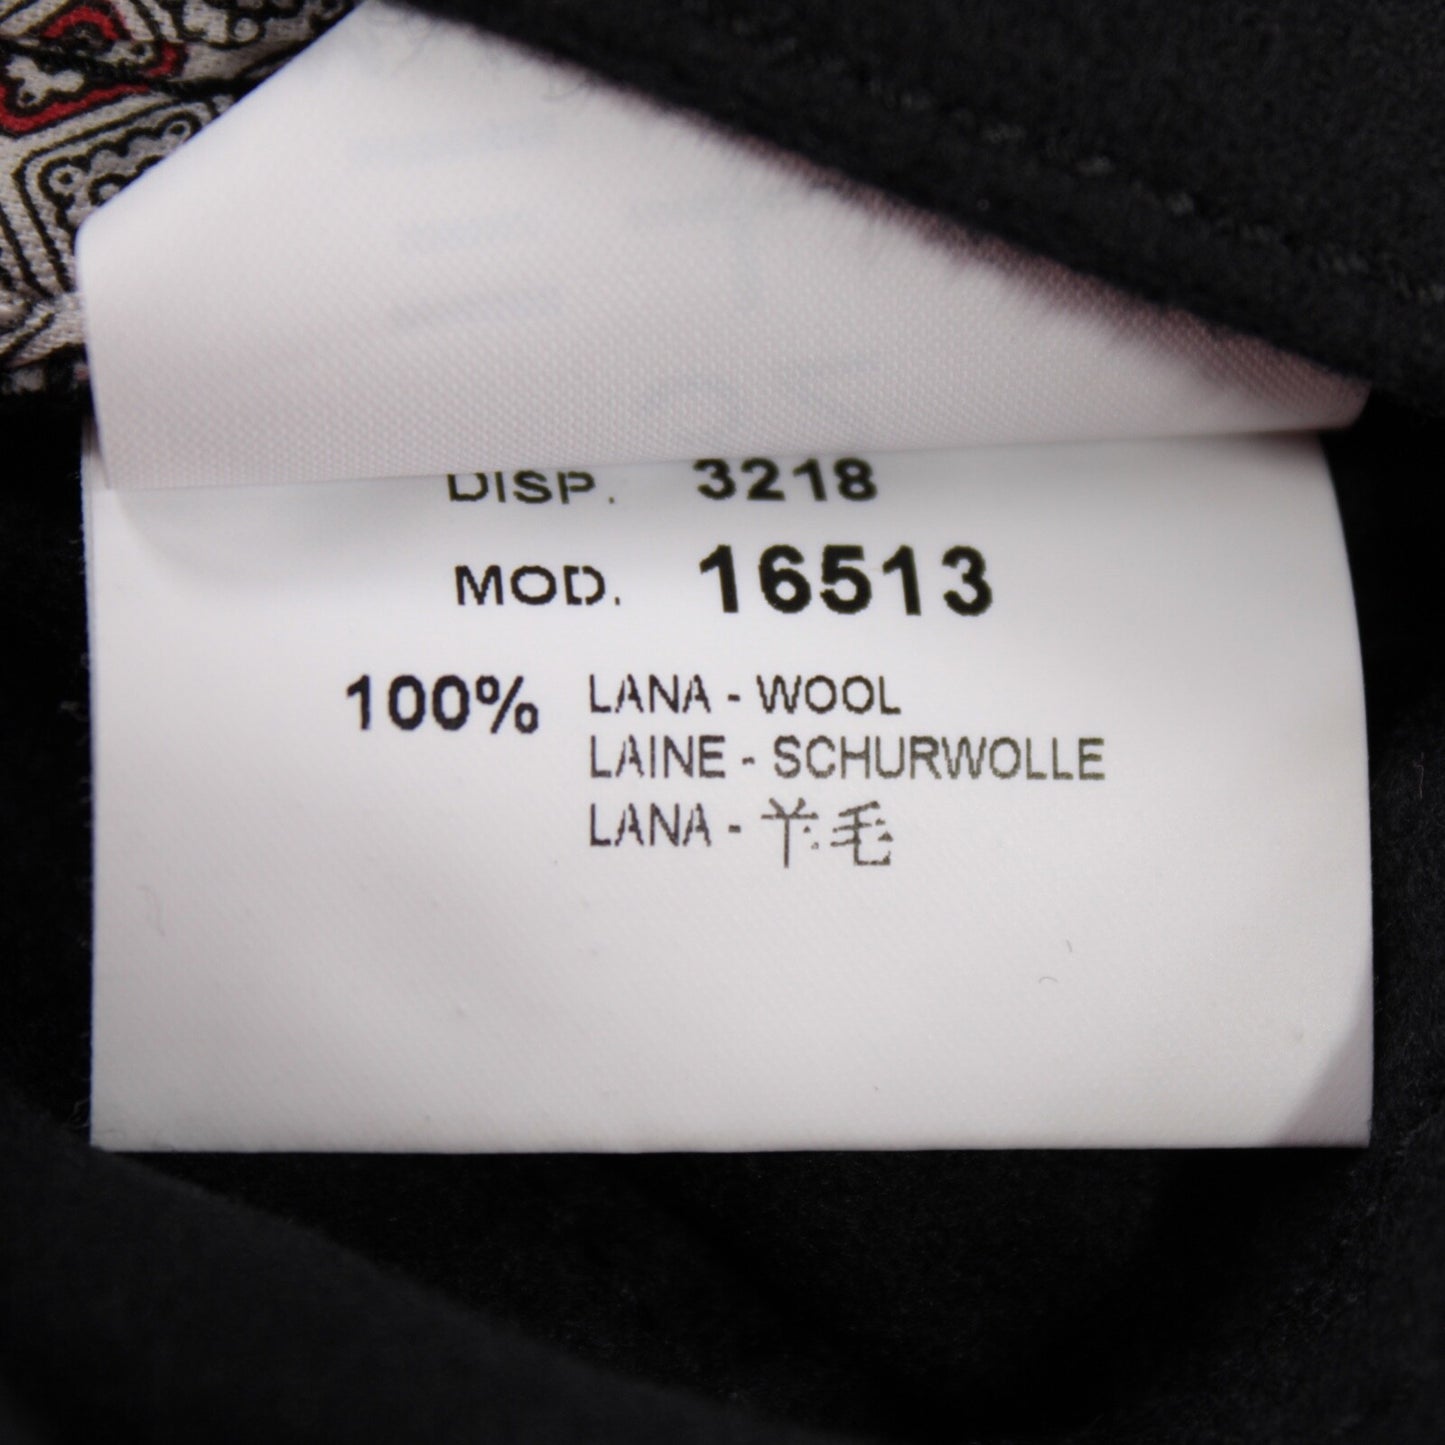 DISP. 3218
MOD. 16513
100% LANA - WOOL
LAINE - SCHURWOLLE
LANA - 羊毛